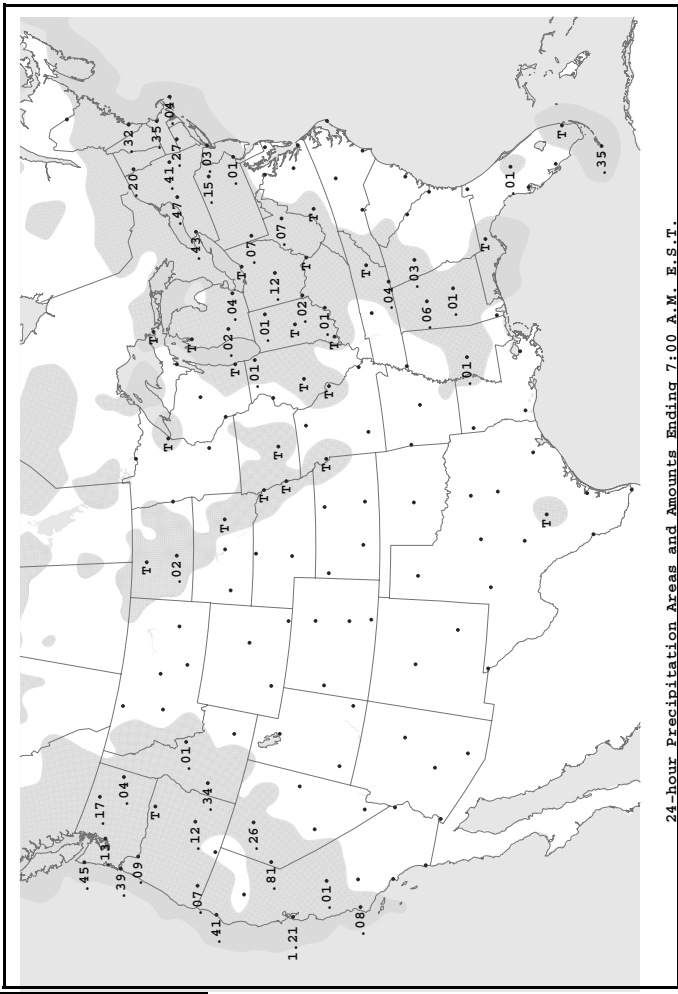 .45
.17
.13
.39
.04
.32
.20
.09
T
T
T
.35
T
.41
.04
.27
.02
.47
.01
T
.12
.43
.07
.34
.03
.15
.41
T
.02
.04
.01
T
T
.07
.26
.01
T
.01
.81
.12
T
.07
T
1.21
T
.02
T
T
T
.01
T
.01
T
T
.08
T
.04
.03
.06
.01
.01
T
.01
T
T
.35
24-hour Precipitation Areas and Amounts Ending 7:00 A.M. E.S.T.